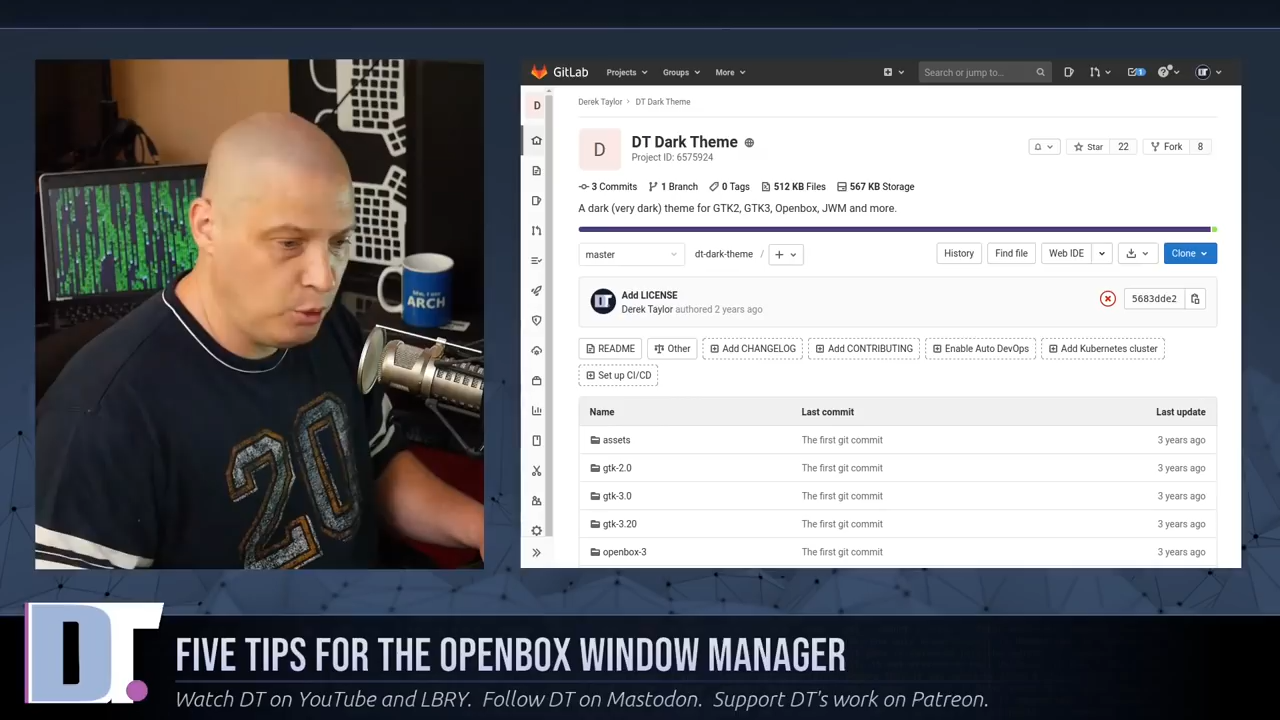 GitLab Projects Groups More Search or jump to... 1
D Derek Taylor > DT Dark Theme
D DT Dark Theme Star 22 Fork 8
Project ID: 6575924
3 Commits 1 Branch 0 Tags 512 KB Files 567 KB Storage
A dark (very dark) theme for GTK2, GTK3, Openbox, JWM and more.
master dt-dark-theme / + History Find file Web IDE Clone
DT Add LICENSE 5683dde2
Derek Taylor authored 2 years ago
README Other Add CHANGELOG Add CONTRIBUTING Enable Auto DevOps Add Kubernetes cluster
Set up CI/CD
Name Last commit Last update
assets The first git commit 3 years ago
gtk-2.0 The first git commit 3 years ago
gtk-3.0 The first git commit 3 years ago
gtk-3.20 The first git commit 3 years ago
openbox-3 The first git commit 3 years ago
ARCH
20
DT.
FIVE TIPS FOR THE OPENBOX WINDOW MANAGER
Watch DT on YouTube and LBRY. Follow DT on Mastodon. Support DT's work on Patreon.